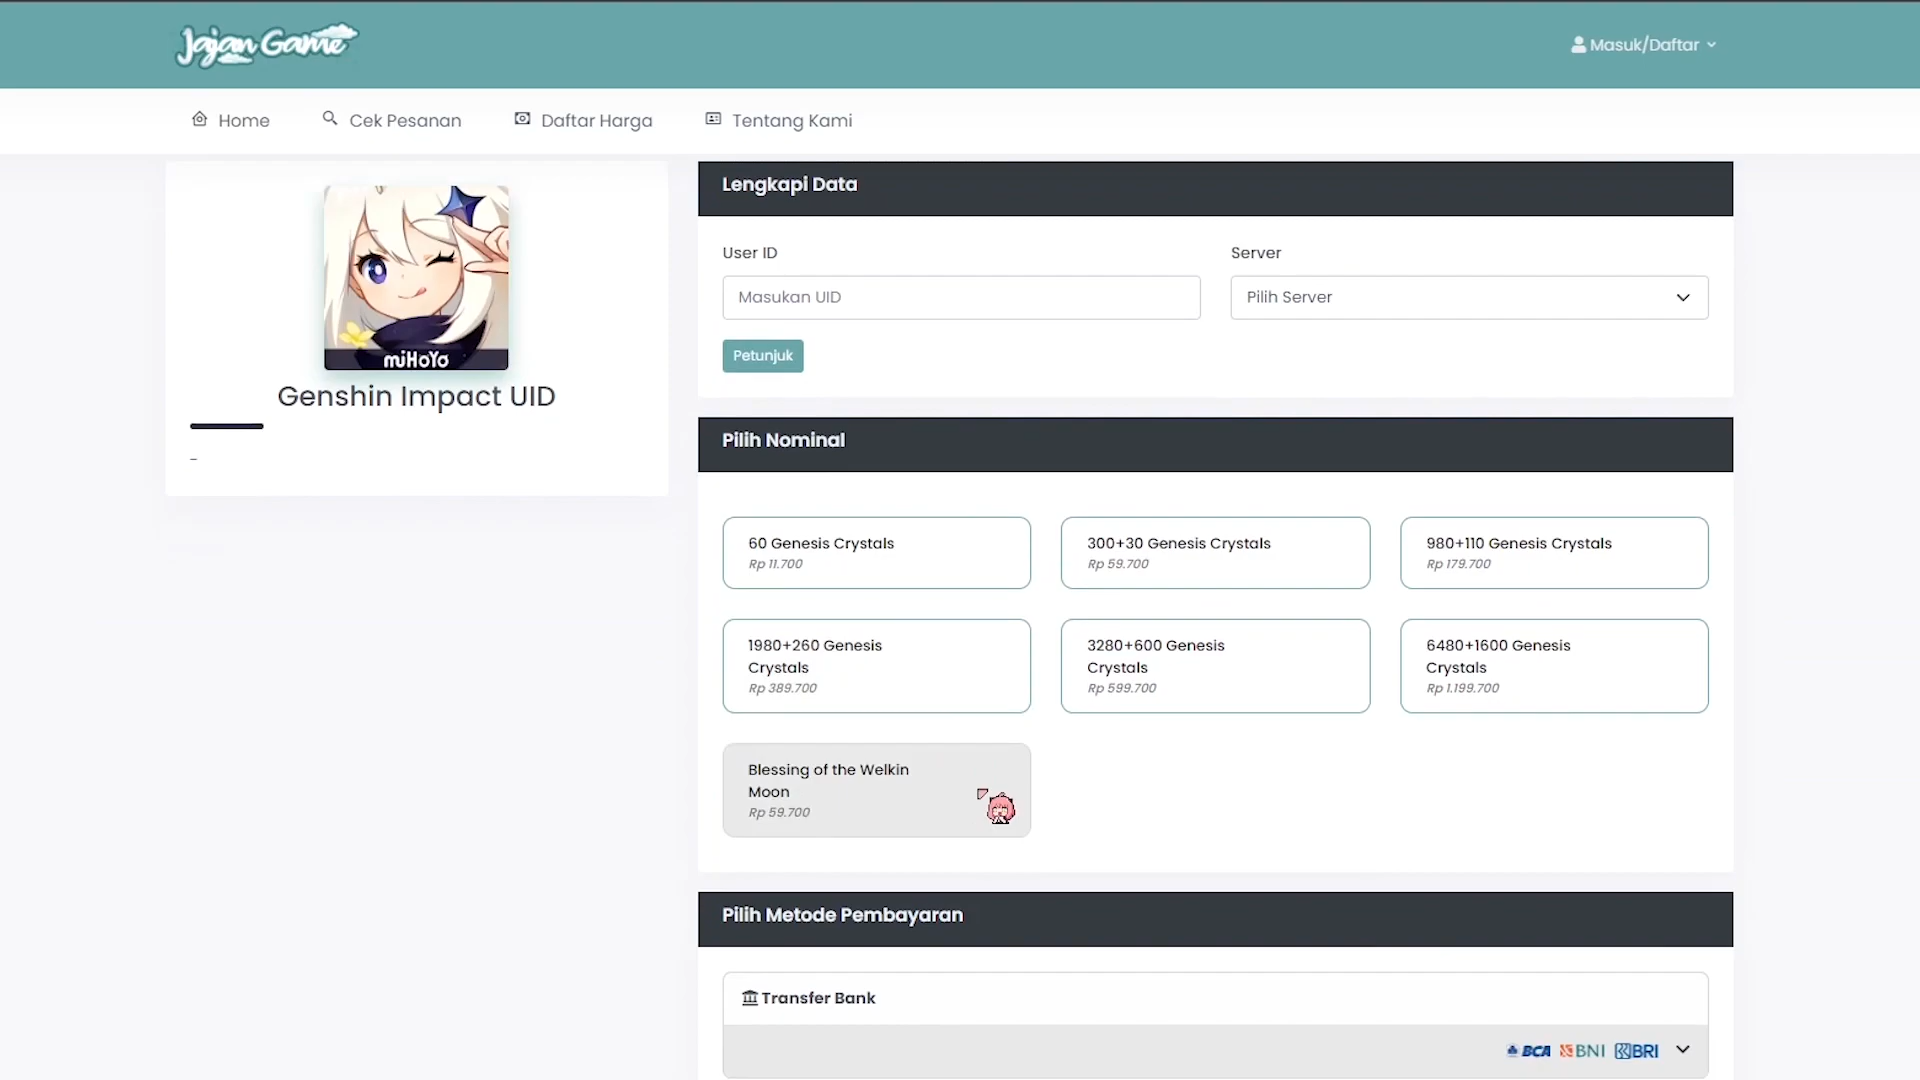 Jajan Game
Masuk/Daftar
Home
Cek Pesanan
Daftar Harga
Tentang Kami
miHoYo
Genshin Impact UID
-
Lengkapi Data
User ID
Server
Masukan UID
Pilih Server
Petunjuk
Pilih Nominal
60 Genesis Crystals
Rp 11.700
300+30 Genesis Crystals
Rp 59.700
980+110 Genesis Crystals
Rp 179.700
1980+260 Genesis
Crystals
Rp 389.700
3280+600 Genesis
Crystals
Rp 599.700
6480+1600 Genesis
Crystals
Rp 1.199.700
Blessing of the Welkin
Moon
Rp 59.700
Pilih Metode Pembayaran
Transfer Bank
BCA BNI BRI